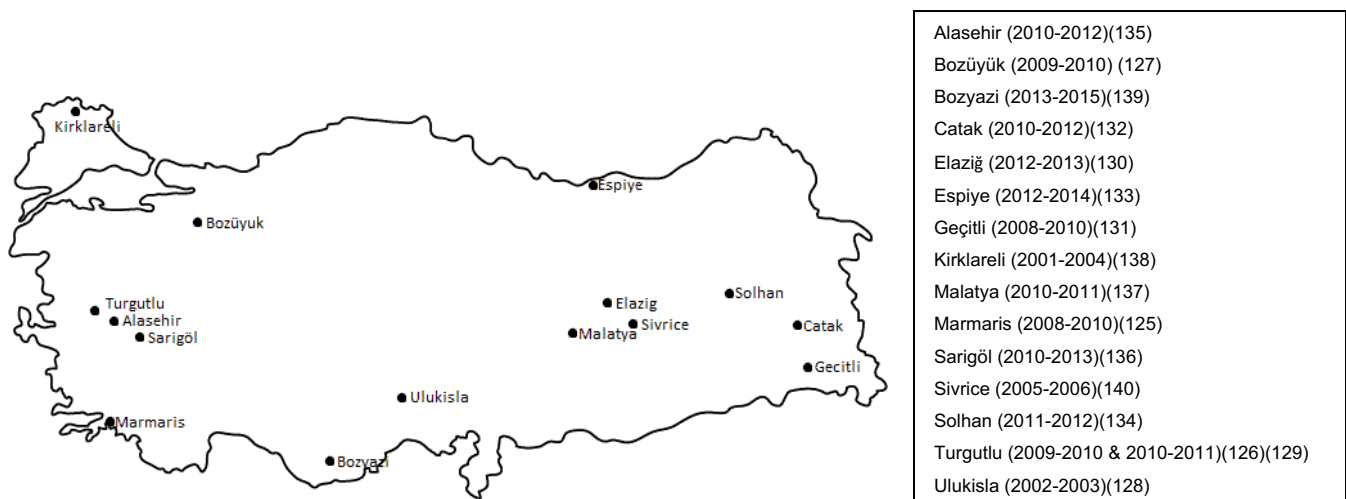 Kirklareli
Espiye
Bozüyuk
Turgutlu
Alasehir
Sarigöl
Elazig
Solhan
Malatya
Sivrice
Catak
Gecitli
Ulukisla
Marmaris
Bozyazi
Alasehir (2010-2012)(135)
Bozüyük (2009-2010) (127)
Bozyazi (2013-2015)(139)
Catak (2010-2012)(132)
Elaziğ (2012-2013)(130)
Espiye (2012-2014)(133)
Geçitli (2008-2010)(131)
Kirklareli (2001-2004)(138)
Malatya (2010-2011)(137)
Marmaris (2008-2010)(125)
Sarigöl (2010-2013)(136)
Sivrice (2005-2006)(140)
Solhan (2011-2012)(134)
Turgutlu (2009-2010 & 2010-2011)(126)(129)
Ulukisla (2002-2003)(128)